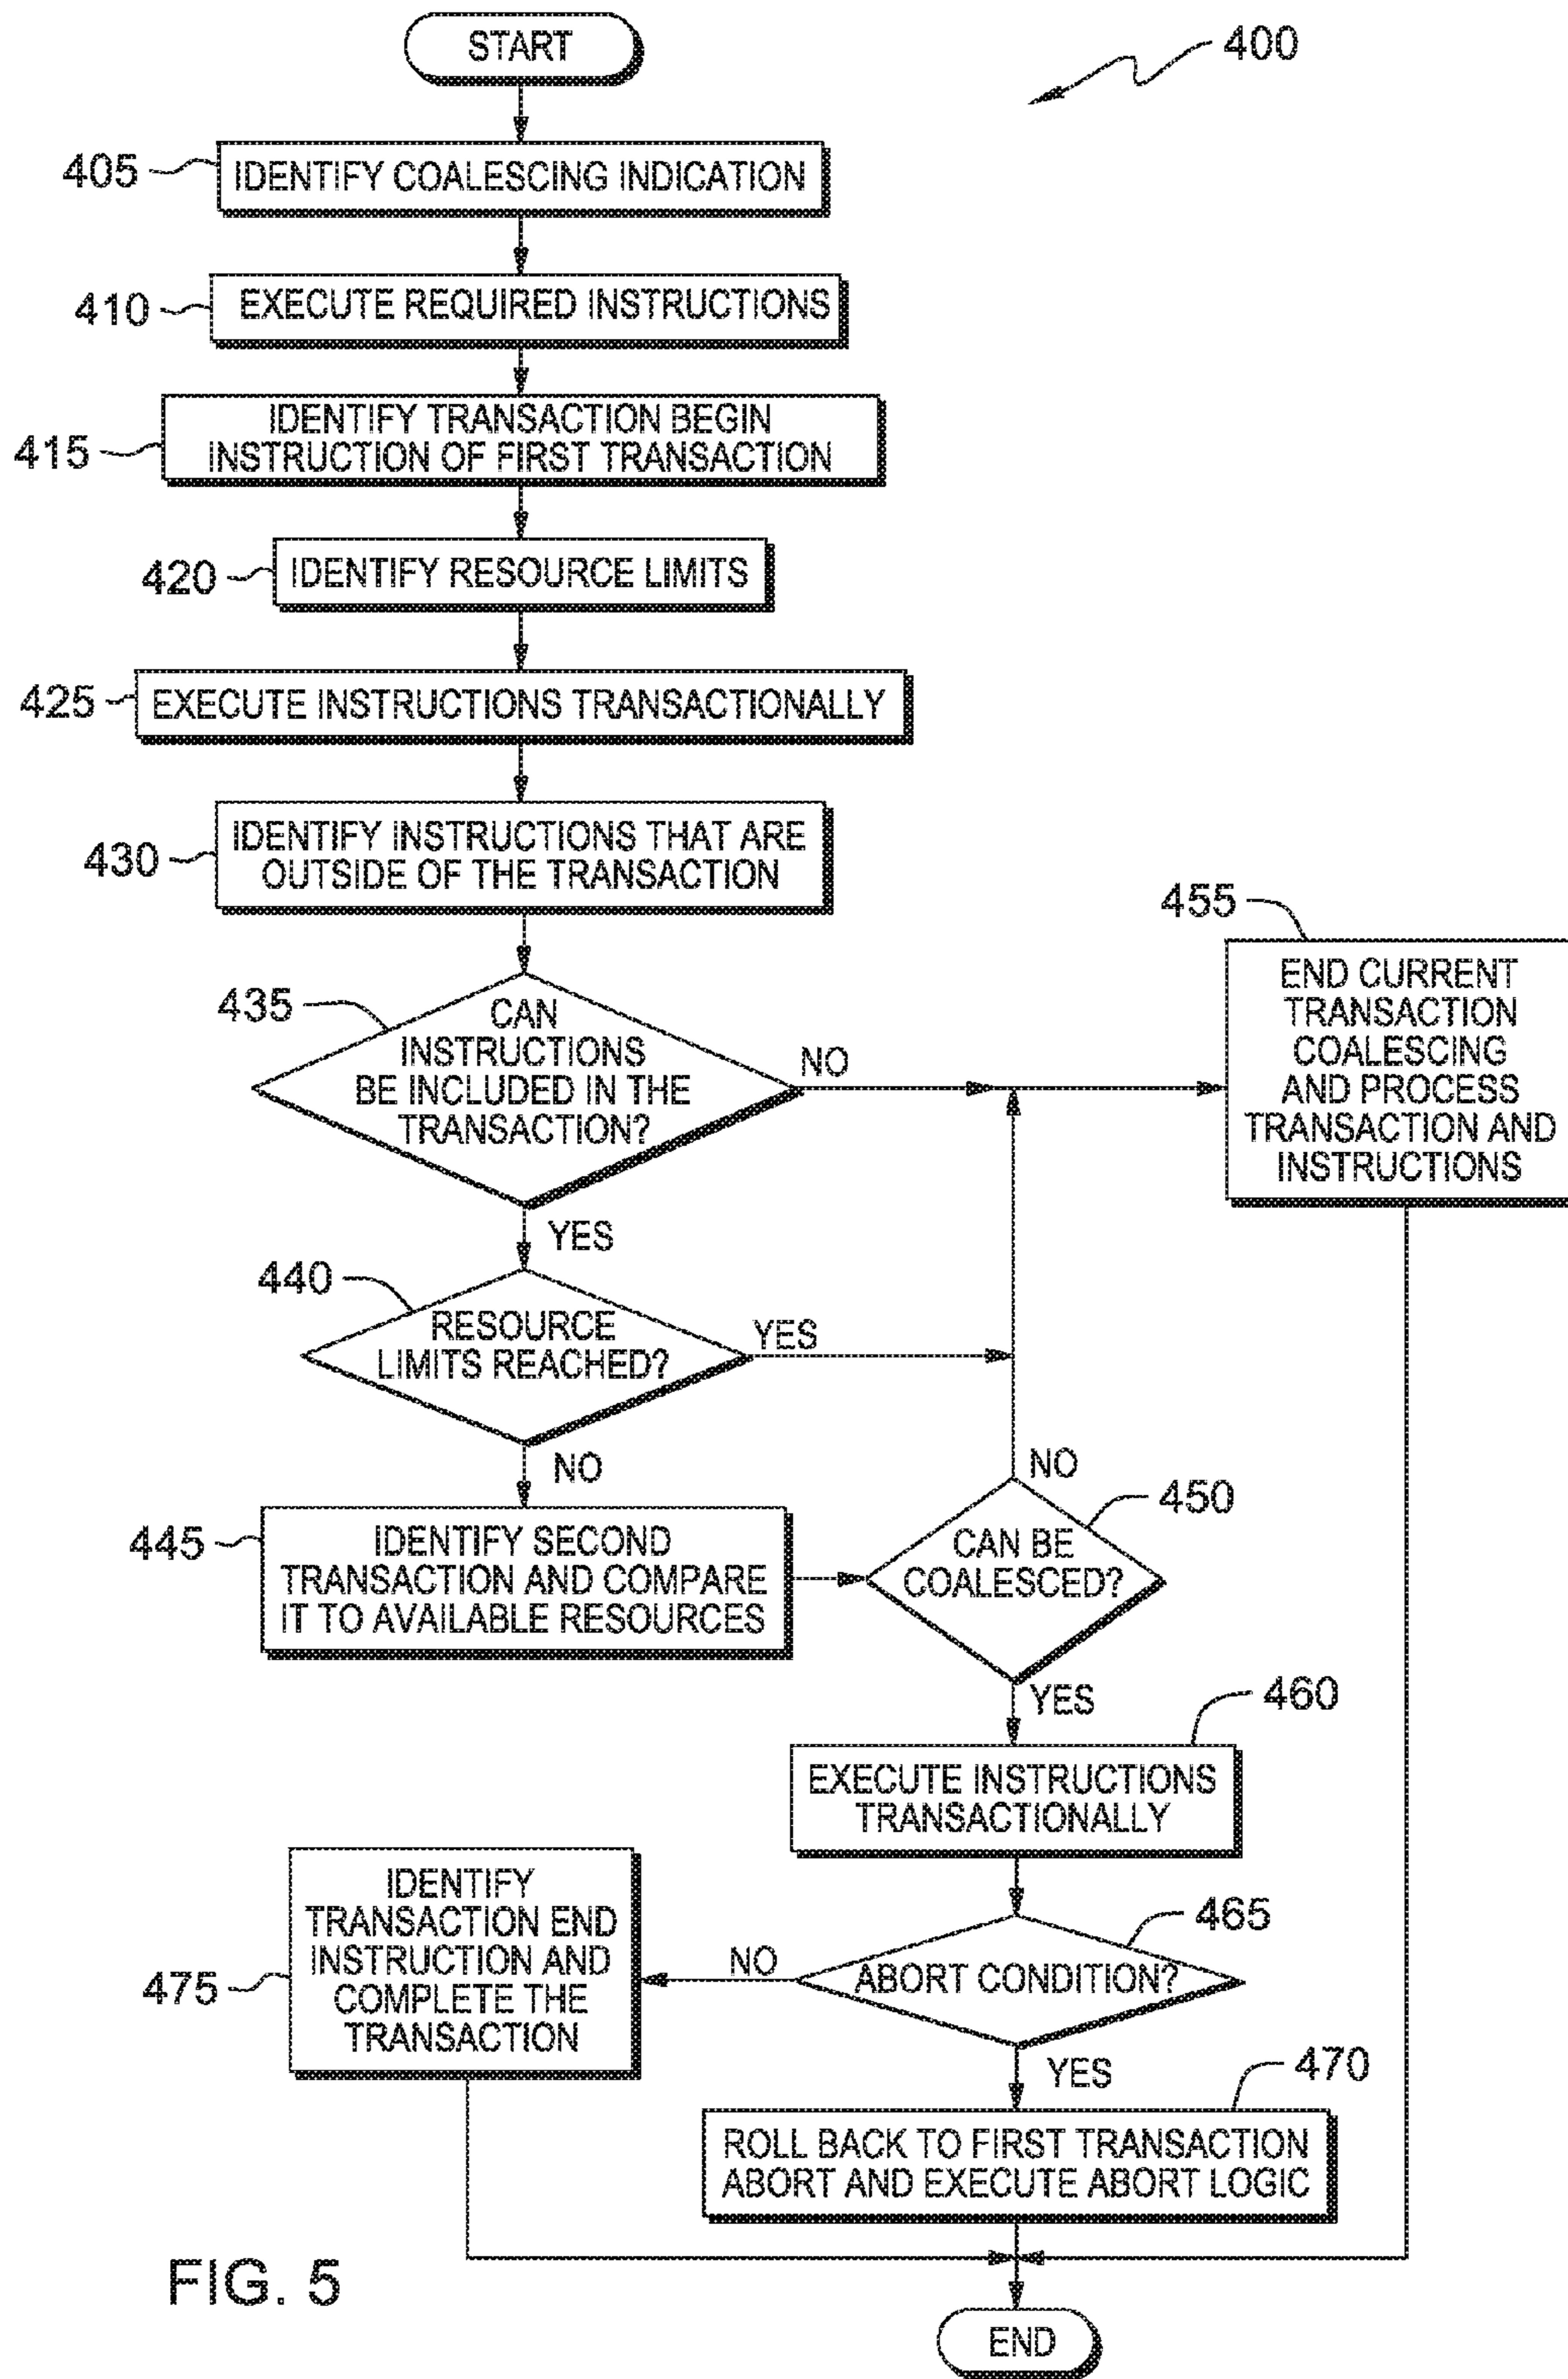 START
400
405
IDENTIFY COALESCING INDICATION
410
EXECUTE REQUIRED INSTRUCTIONS
415
IDENTIFY TRANSACTION BEGIN
INSTRUCTION OF FIRST TRANSACTION
420
IDENTIFY RESOURCE LIMITS
425
EXECUTE INSTRUCTIONS TRANSACTIONALLY
430
IDENTIFY INSTRUCTIONS THAT ARE
OUTSIDE OF THE TRANSACTION
435
CAN
INSTRUCTIONS
BE INCLUDED IN THE
TRANSACTION?
NO
455
END CURRENT
TRANSACTION
COALESCING
AND PROCESS
TRANSACTION AND
INSTRUCTIONS
YES
440
RESOURCE
LIMITS REACHED?
YES
NO
445
IDENTIFY SECOND
TRANSACTION AND COMPARE
IT TO AVAILABLE RESOURCES
NO
450
CAN BE
COALESCED?
YES
460
EXECUTE INSTRUCTIONS
TRANSACTIONALLY
465
ABORT CONDITION?
NO
475
IDENTIFY
TRANSACTION END
INSTRUCTION AND
COMPLETE THE
TRANSACTION
YES
470
ROLL BACK TO FIRST TRANSACTION
ABORT AND EXECUTE ABORT LOGIC
FIG. 5
END